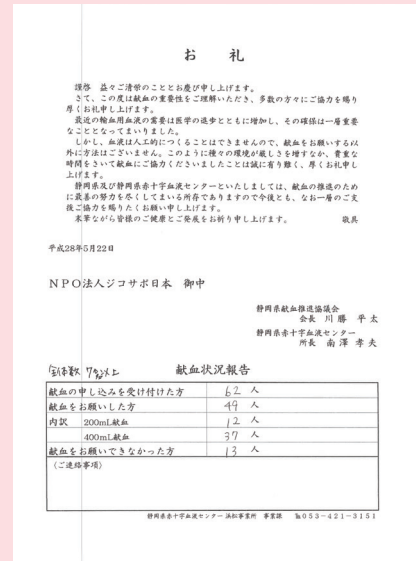 お礼
謹啓 益々ご清栄のこととお慶び申し上げます。
さて、この度は献血の重要性をご理解いただき、多数の方々にご協力を賜り
厚くお礼申し上げます。
最近の輸血用血液の需要は医学の進歩とともに増加し、その確保は一層重要
なこととなってまいりました。
しかし、血液は人工的につくることはできませんので、献血をお願いする以
外に方法はございません。このように種々の環境が厳しさを増すなか、貴重な
時間をさいて献血にご協力くださいましたことは誠に有り難く、厚くお礼申し
上げます。
静岡県及び静岡県赤十字血液センターといたしましては、献血の推進のため
に最善の努力を尽くしてまいる所存でありますので今後とも、なお一層のご支
援ご協力を賜りたくお願い申し上げます。
末筆ながら皆様のご健康とご発展をお祈り申し上げます。 敬具
平成28年5月22日
NPO法人ジコサポ日本 御中
静岡県献血推進協議会
会長 川勝 平太
静岡県赤十字血液センター
所長 南澤 孝夫
献血状況報告
献血の申し込みを受け付けた方 62 人
献血をお願いした方 49 人
内訳 200mL献血 12 人
400mL献血 37 人
献血をお願いできなかった方 13 人
(ご連絡事項)
静岡県赤十字血液センター 浜松事業所 事業課 ℡053-421-3151